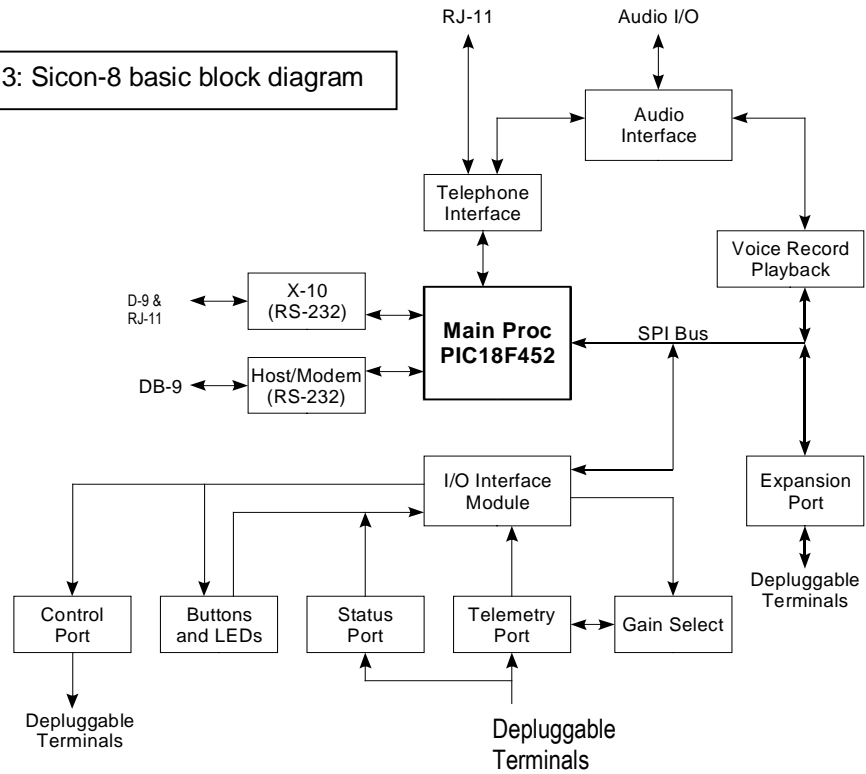 RJ-11
Audio I/O
3: Sicon-8 basic block diagram
Audio
Interface
Telephone
Interface
Voice Record
Playback
D-9 &
RJ-11
X-10
(RS-232)
Main Proc
PIC18F452
SPI Bus
DB-9
Host/Modem
(RS-232)
I/O Interface
Module
Expansion
Port
Depluggable
Terminals
Control
Port
Buttons
and LEDs
Status
Port
Telemetry
Port
Gain Select
Depluggable
Terminals
Depluggable
Terminals